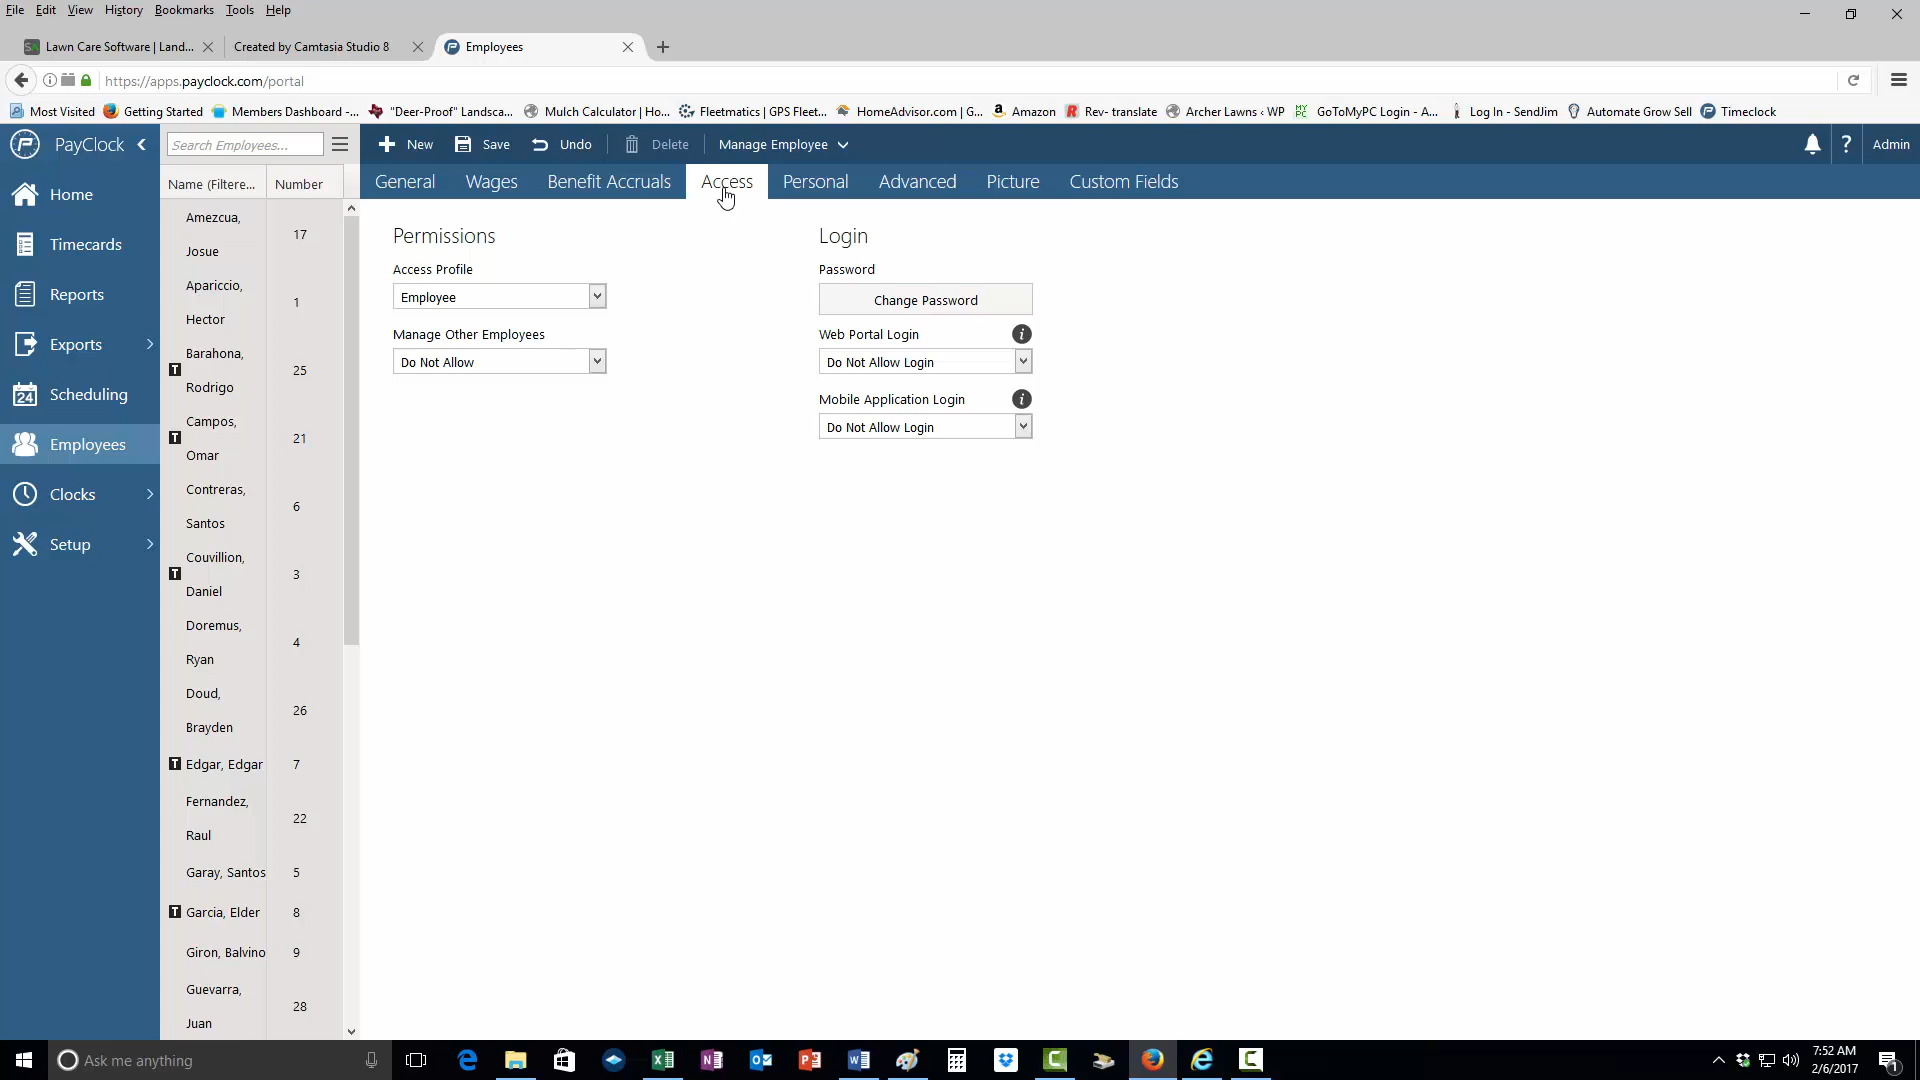 File Edit View History Bookmarks Tools Help
Lawn Care Software | Land...
Created by Camtasia Studio 8
Employees
https://apps.payclock.com/portal
Most Visited
Getting Started
Members Dashboard -...
"Deer-Proof" Landsca...
Mulch Calculator | Ho...
Fleetmatics | GPS Fleet...
HomeAdvisor.com | G...
Amazon
Rev- translate
Archer Lawns ‹ WP
GoToMyPC Login - A...
Log In - SendJim
Automate Grow Sell
Timeclock
PayClock
Search Employees...
New Save Undo Delete Manage Employee
? Admin
General Wages Benefit Accruals Access Personal Advanced Picture Custom Fields
Home
Timecards
Reports
Exports
24 Scheduling
Employees
Clocks
Setup
Name (Filtere... Number
Amezcua,
Josue 17
Apariccio,
Hector 1
T Barahona,
Rodrigo 25
T Campos,
Omar 21
Contreras,
Santos 6
T Couvillion,
Daniel 3
Doremus,
Ryan 4
Doud,
Brayden 26
T Edgar, Edgar 7
Fernandez,
Raul 22
Garay, Santos 5
T Garcia, Elder 8
Giron, Balvino 9
Guevarra,
Juan 28
Permissions
Access Profile
Employee
Manage Other Employees
Do Not Allow
Login
Password
Change Password
Web Portal Login
Do Not Allow Login
Mobile Application Login
Do Not Allow Login
Ask me anything
7:52 AM
2/6/2017
1